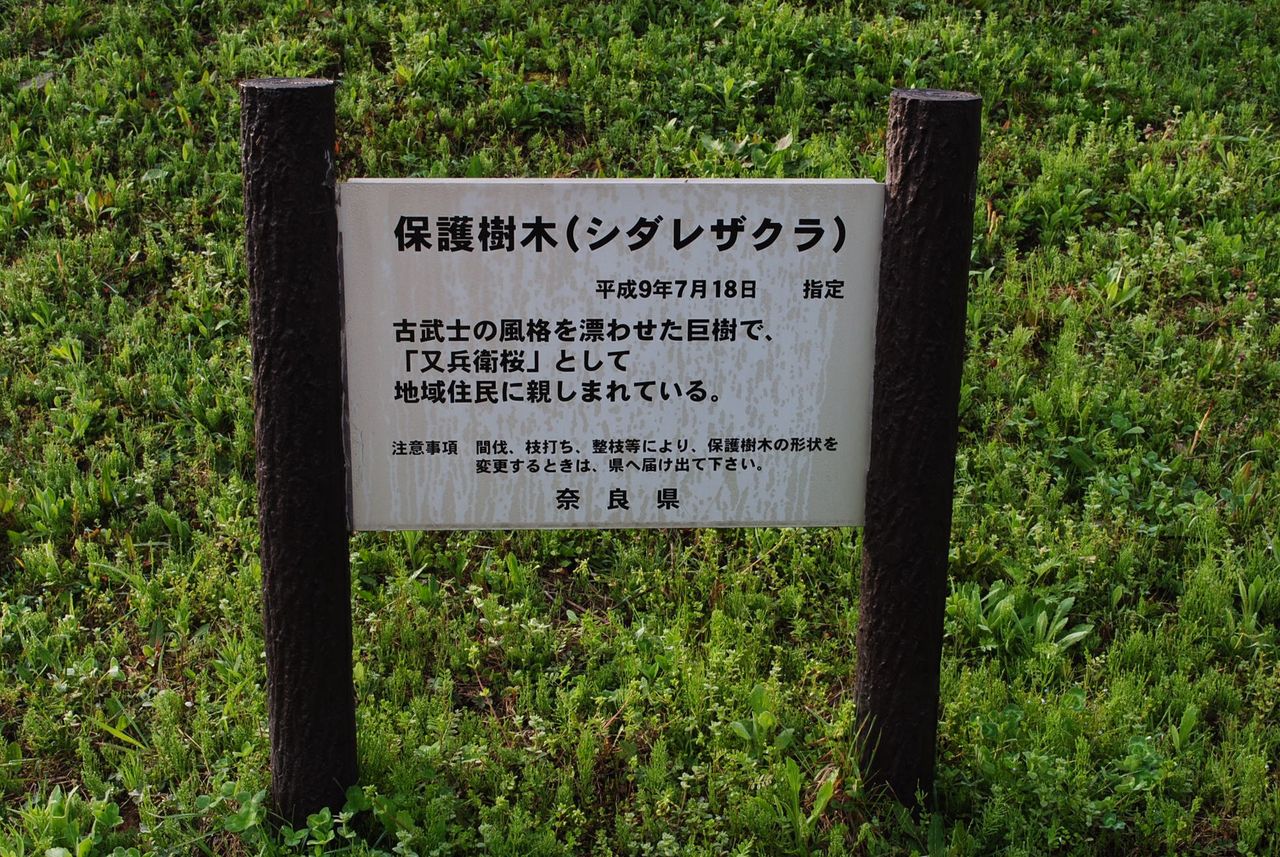 保護樹木(シダレザクラ)
平成9年7月18日　指定
古武士の風格を漂わせた巨樹で、
「又兵衛桜」として
地域住民に親しまれている。
注意事項　間伐、枝打ち、整枝等により、保護樹木の形状を
変更するときは、県へ届け出て下さい。
奈良県